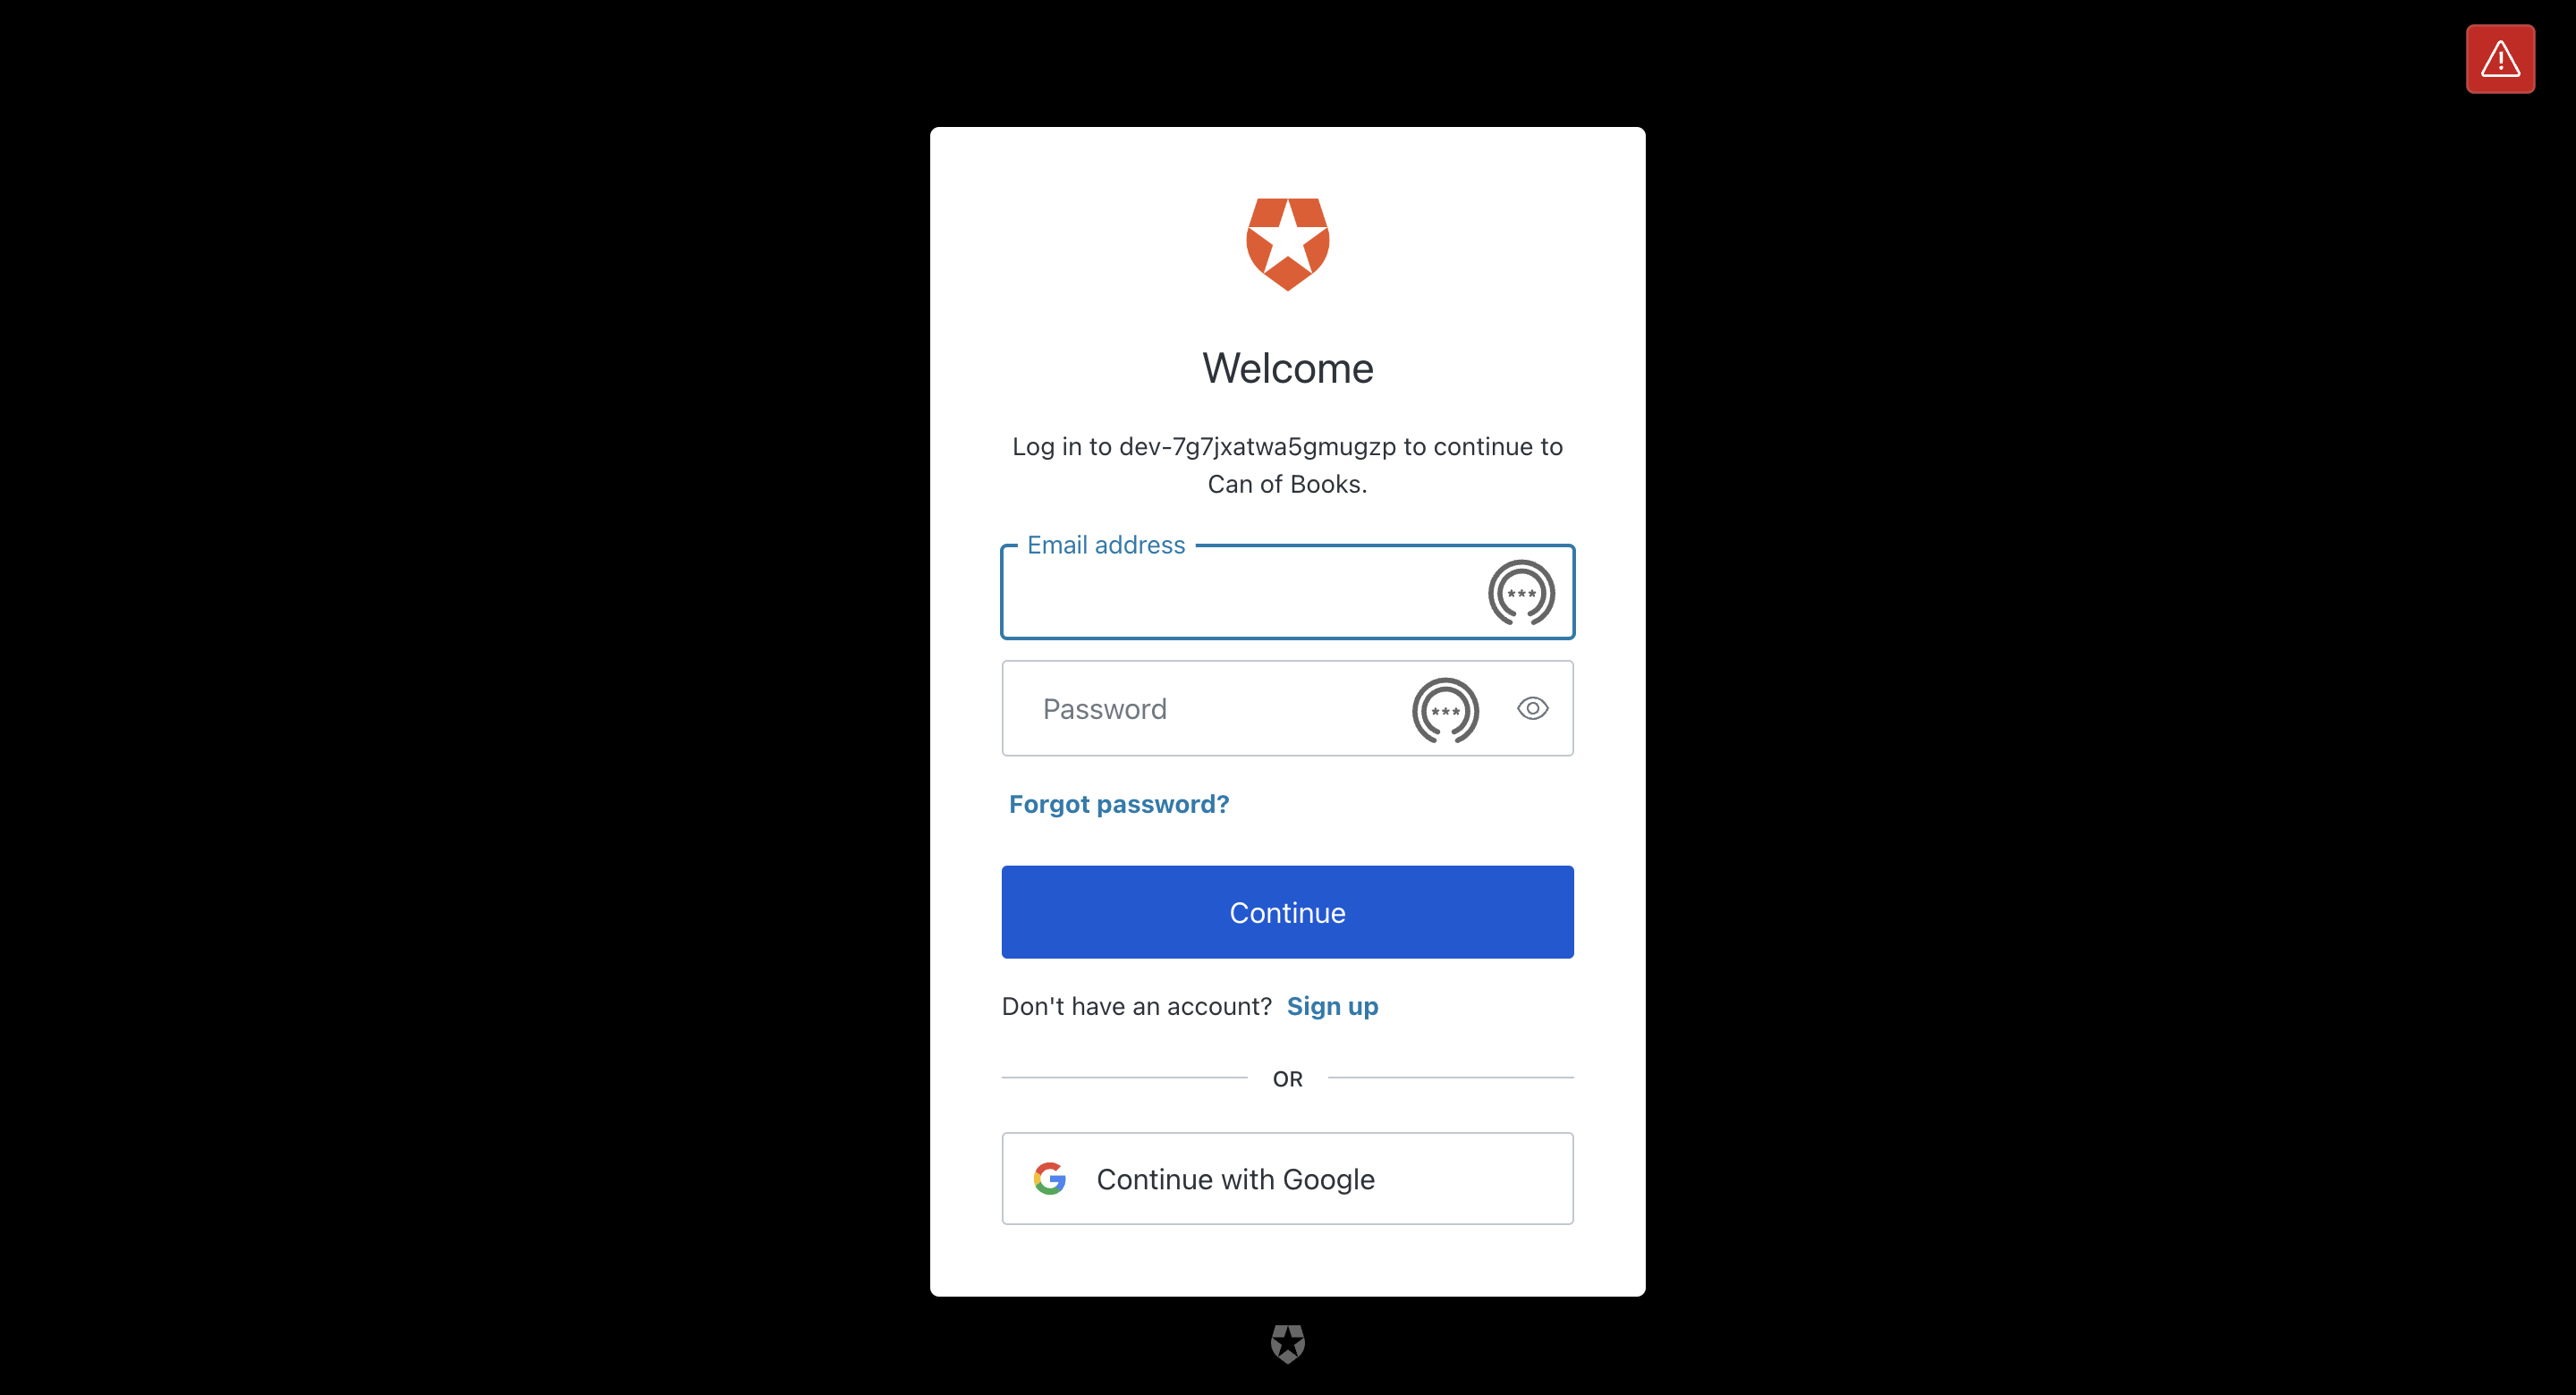 Welcome
Log in to dev-7g7jxatwa5gmugzp to continue to
Can of Books.
Email address
***
Password
***
Forgot password?
Continue
Don't have an account? Sign up
OR
Continue with Google